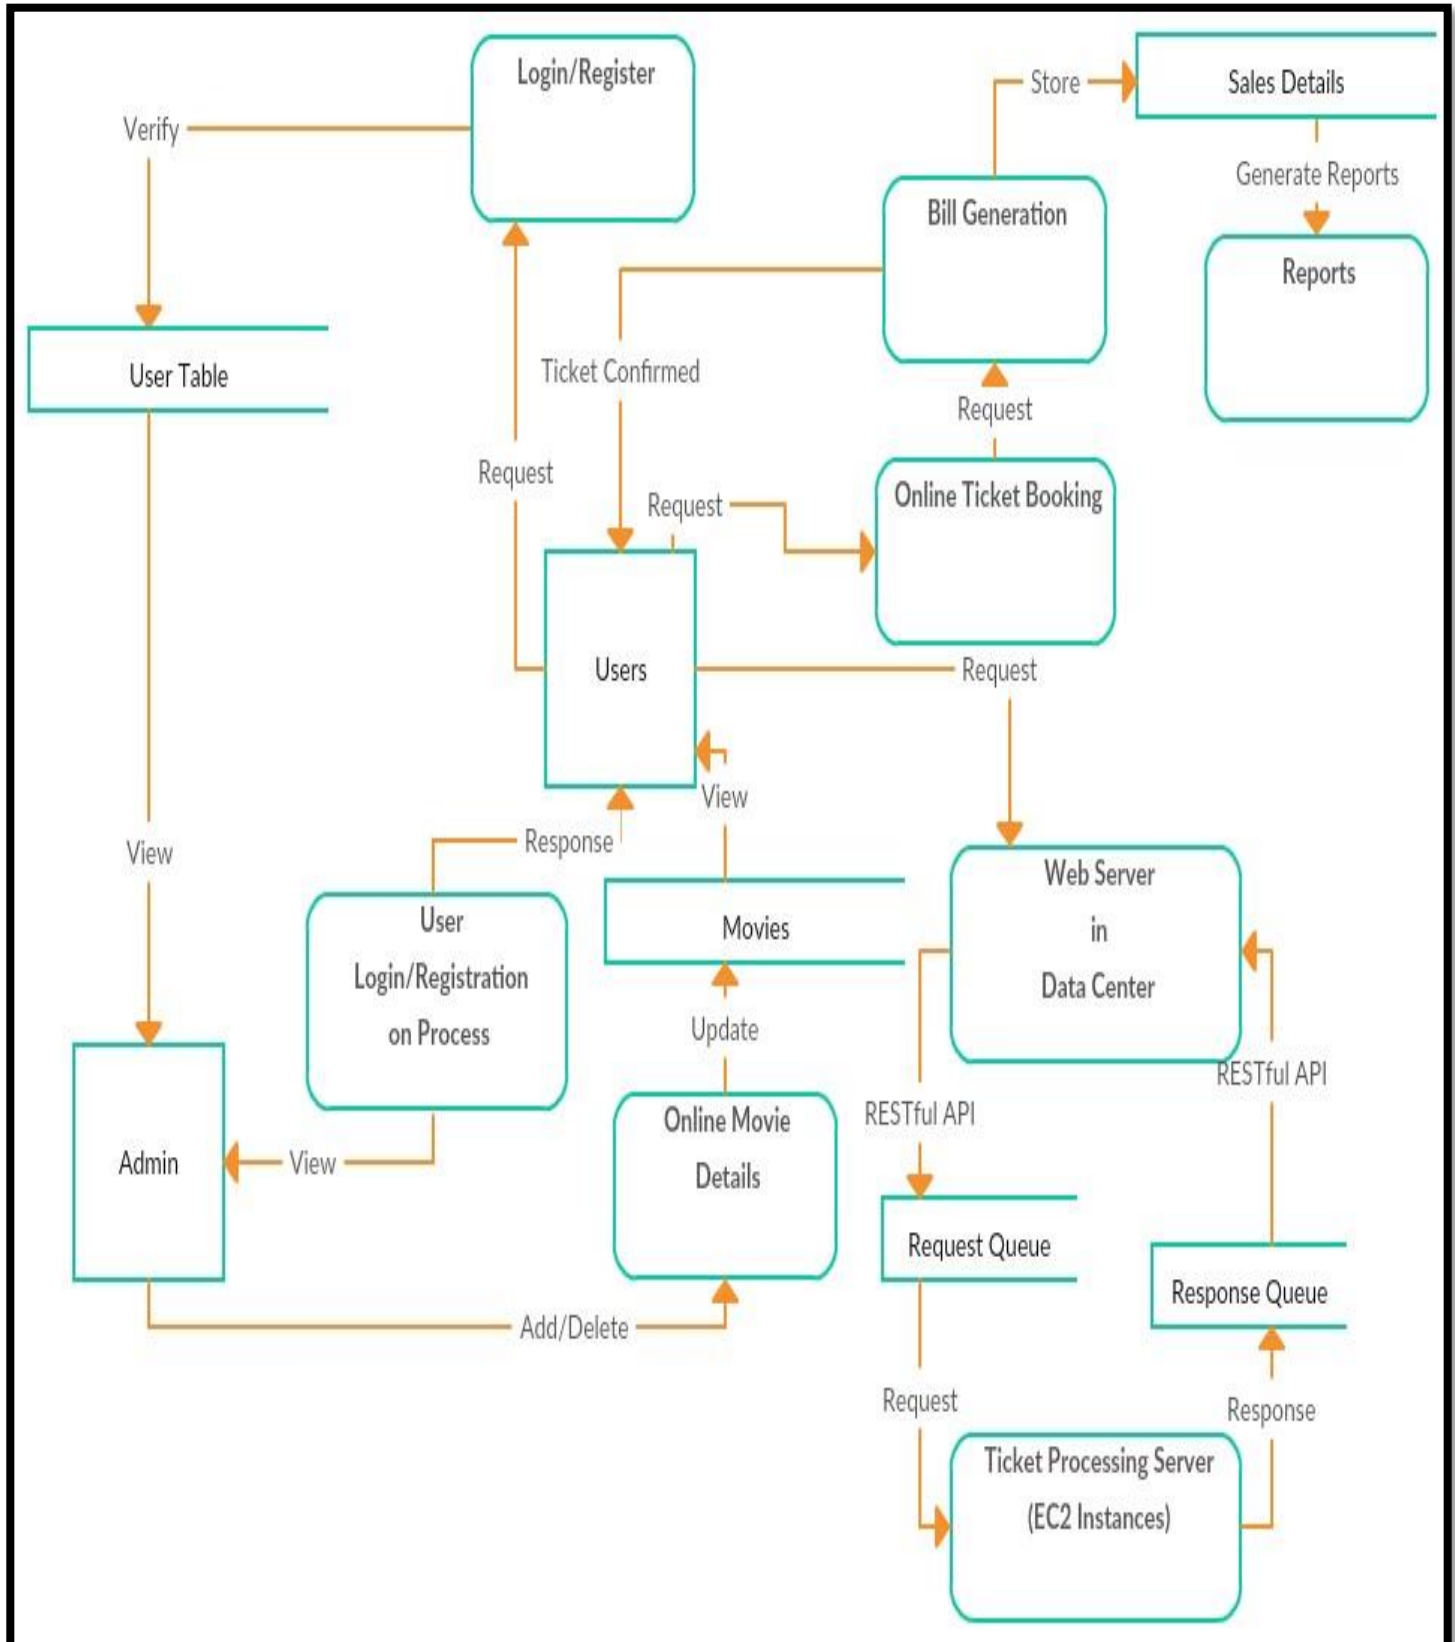 Login/Register
Store
Sales Details
Verify
Generate Reports
Bill Generation
Reports
User Table
Ticket Confirmed
Request
Request
Request
Online Ticket Booking
Users
Request
View
Response
View
User
Login/Registration
on Process
Movies
Web Server
in
Data Center
Update
RESTful API
RESTful API
Online Movie
Details
Admin
View
Request Queue
Response Queue
Add/Delete
Request
Response
Ticket Processing Server
(EC2 Instances)